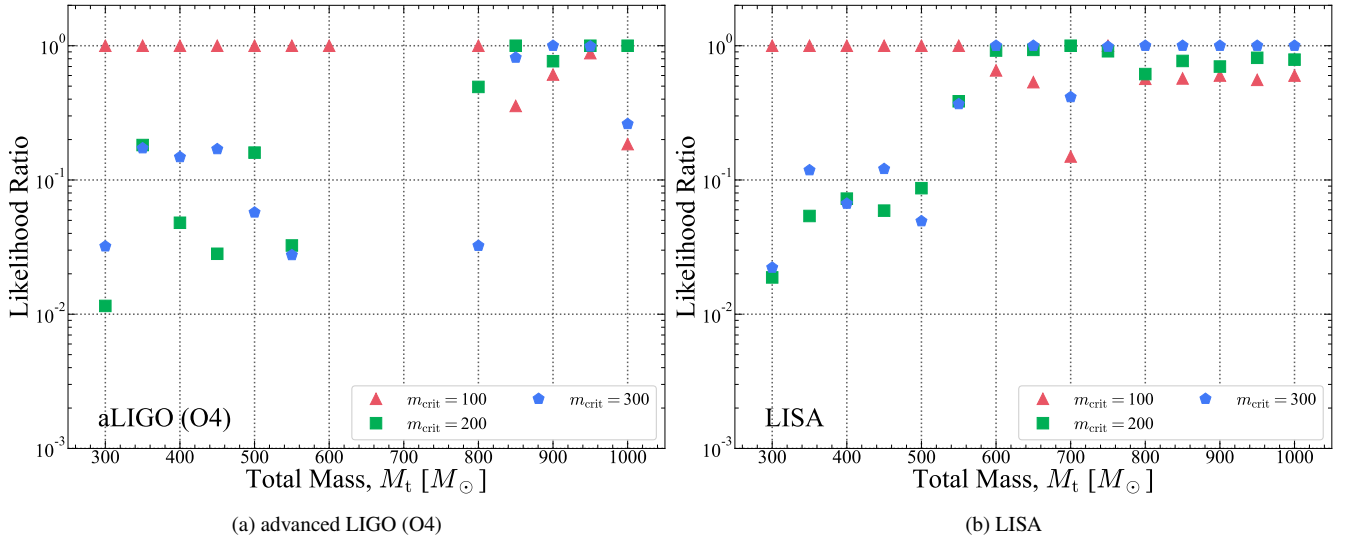 10^0
10^-1
10^-2
10^-3
Likelihood Ratio
300 400 500 600 700 800 900 1000
Total Mass, M_t [M_⊙]
aLIGO (O4)
m_crit = 100
m_crit = 200
m_crit = 300
(a) advanced LIGO (O4)
10^0
10^-1
10^-2
10^-3
Likelihood Ratio
300 400 500 600 700 800 900 1000
Total Mass, M_t [M_⊙]
LISA
m_crit = 100
m_crit = 200
m_crit = 300
(b) LISA